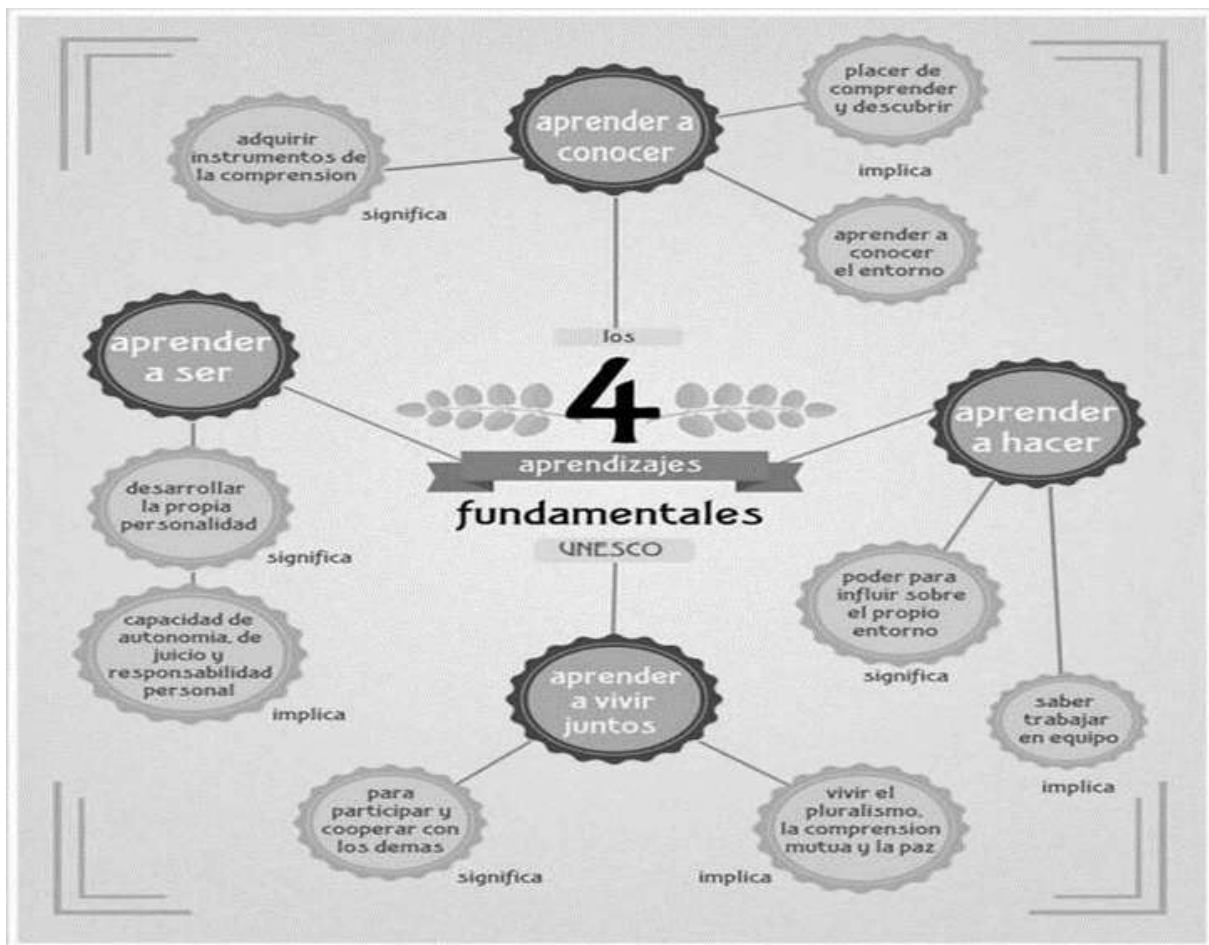 los
4
aprendizajes
fundamentales
UNESCO
aprender a
conocer
adquirir
instrumentos de
la comprension
significa
placer de
comprender
y descubrir
implica
aprender a
conocer
el entorno
aprender
a ser
desarrollar
la propia
personalidad
significa
capacidad de
autonomia, de
juicio y
responsabilidad
personal
implica
aprender
a hacer
poder para
influir sobre
el propio
entorno
significa
saber
trabajar
en equipo
implica
aprender
a vivir
juntos
para
participar y
cooperar con
los demas
significa
vivir el
pluralismo,
la comprension
mutua y la paz
implica